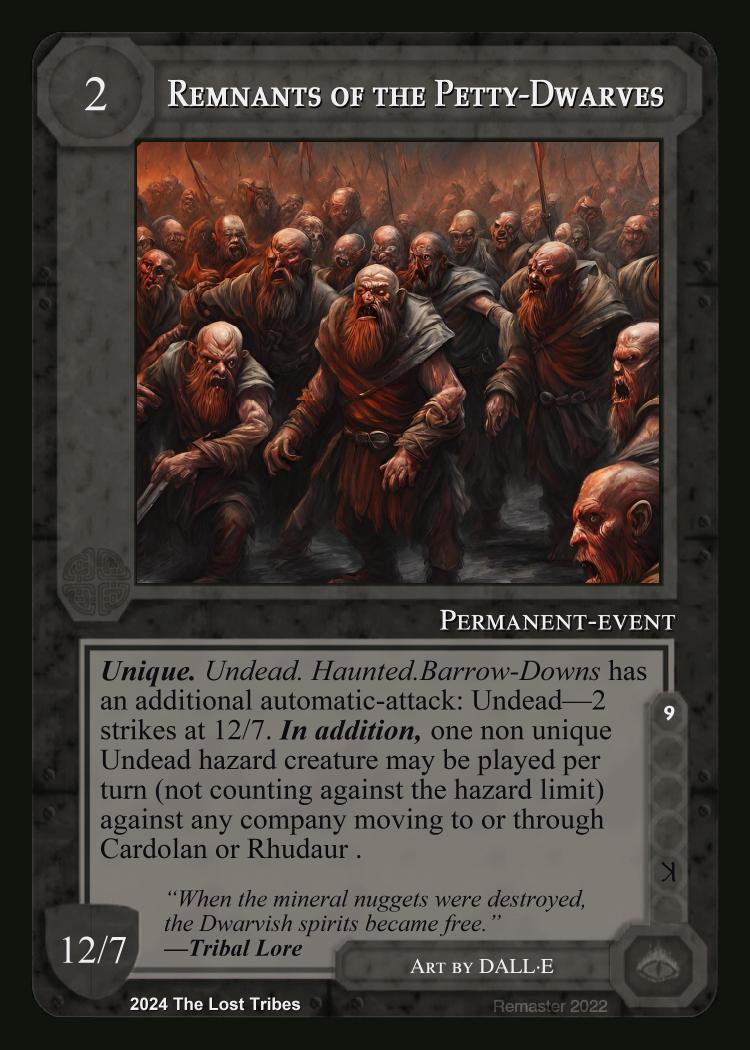 2
Remnants of the Petty-Dwarves
Permanent-event
Unique. Undead. Haunted.Barrow-Downs has
an additional automatic-attack: Undead—2
strikes at 12/7. In addition, one non unique
Undead hazard creature may be played per
turn (not counting against the hazard limit)
against any company moving to or through
Cardolan or Rhudaur .
9
“When the mineral nuggets were destroyed,
the Dwarvish spirits became free.”
—Tribal Lore
12/7
Art by DALL·E
2024 The Lost Tribes
Remaster 2022